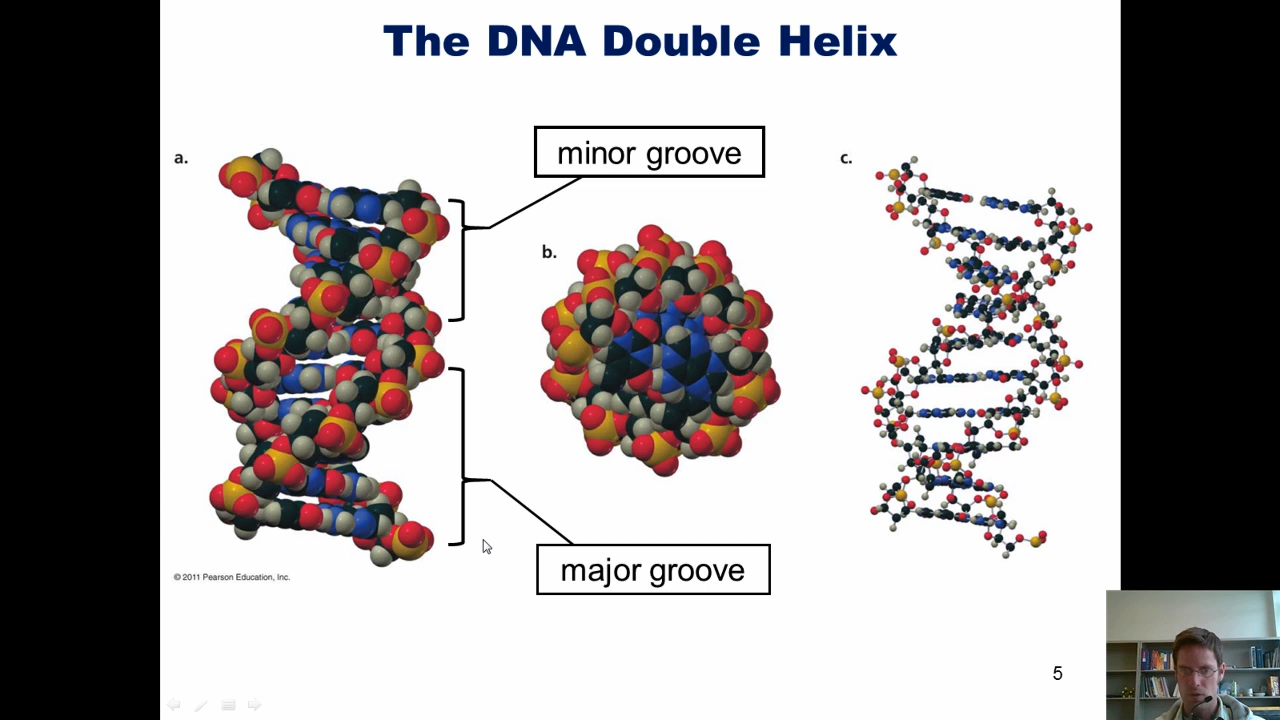 The DNA Double Helix
minor groove
a.
c.
b.
major groove
© 2011 Pearson Education, Inc.
5